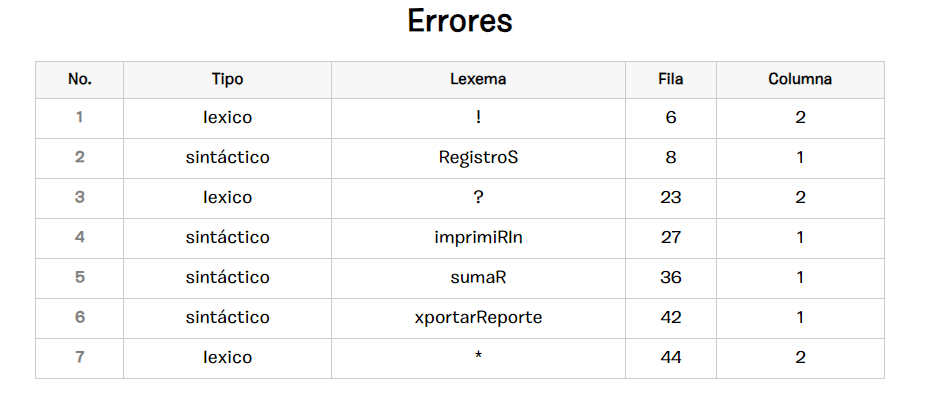 Errores
No. Tipo Lexema Fila Columna
1 lexico ! 6 2
2 sintáctico RegistroS 8 1
3 lexico ? 23 2
4 sintáctico imprimiRln 27 1
5 sintáctico sumaR 36 1
6 sintáctico xportarReporte 42 1
7 lexico * 44 2